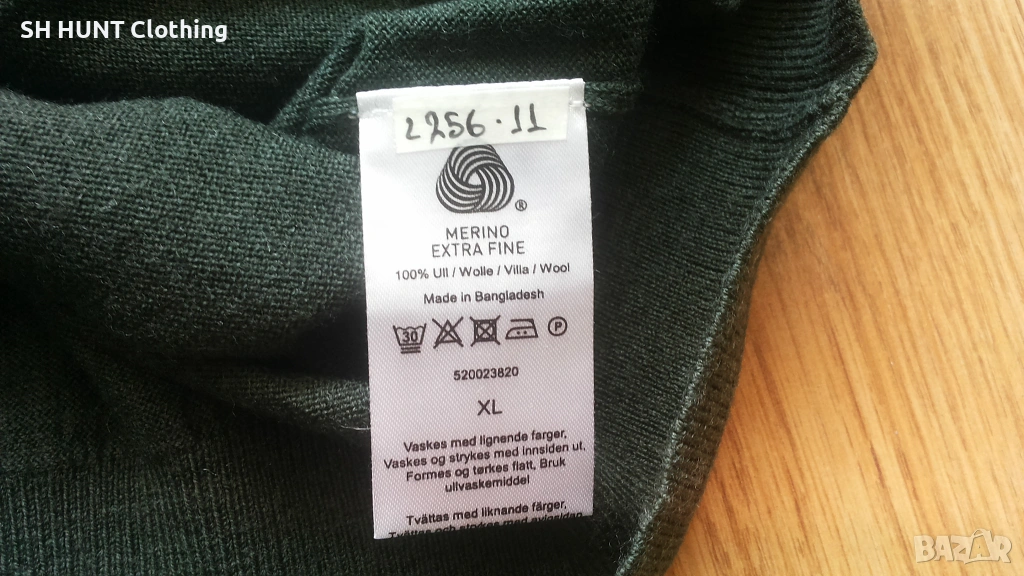 SH HUNT Clothing
2256.11
®
MERINO
EXTRA FINE
100% Ull / Wolle / Villa / Wool
Made in Bangladesh
30 P
520023820
XL
Vaskes med lignende farger,
Vaskes og strykes med innsiden ut.
Formes og tørkes flatt, Bruk
ullvaskemiddel
Tvättas med liknande färger,
BAZAR